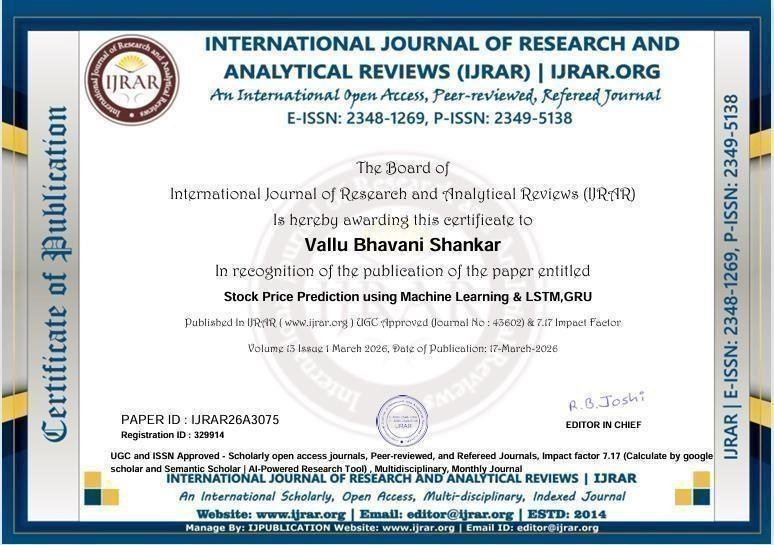 INTERNATIONAL JOURNAL OF RESEARCH AND
ANALYTICAL REVIEWS (IJRAR) | IJRAR.ORG
An International Open Access, Peer-reviewed, Refereed Journal
E-ISSN: 2348-1269, P-ISSN: 2349-5138
International Journal of Research and Analytical Reviews
IJRAR
Certificate of Publication
The Board of
International Journal of Research and Analytical Reviews (IJRAR)
Is hereby awarding this certificate to
Vallu Bhavani Shankar
In recognition of the publication of the paper entitled
Stock Price Prediction using Machine Learning & LSTM,GRU
Published In IJRAR ( www.ijrar.org ) UGC Approved (Journal No : 43602) & 7.17 Impact Factor
Volume 13 Issue 1 March 2026, Date of Publication: 17-March-2026
PAPER ID : IJRAR26A3075
Registration ID : 329914
R.B.Joshi
EDITOR IN CHIEF
IJRAR | E-ISSN: 2348-1269, P-ISSN: 2349-5138
UGC and ISSN Approved - Scholarly open access journals, Peer-reviewed, and Refereed Journals, Impact factor 7.17 (Calculate by google
scholar and Semantic Scholar | AI-Powered Research Tool) , Multidisciplinary, Monthly Journal
INTERNATIONAL JOURNAL OF RESEARCH AND ANALYTICAL REVIEWS | IJRAR
An International Scholarly, Open Access, Multi-disciplinary, Indexed Journal
Website: www.ijrar.org | Email: editor@ijrar.org | ESTD: 2014
Manage By: IJPUBLICATION Website: www.ijrar.org | Email ID: editor@ijrar.org